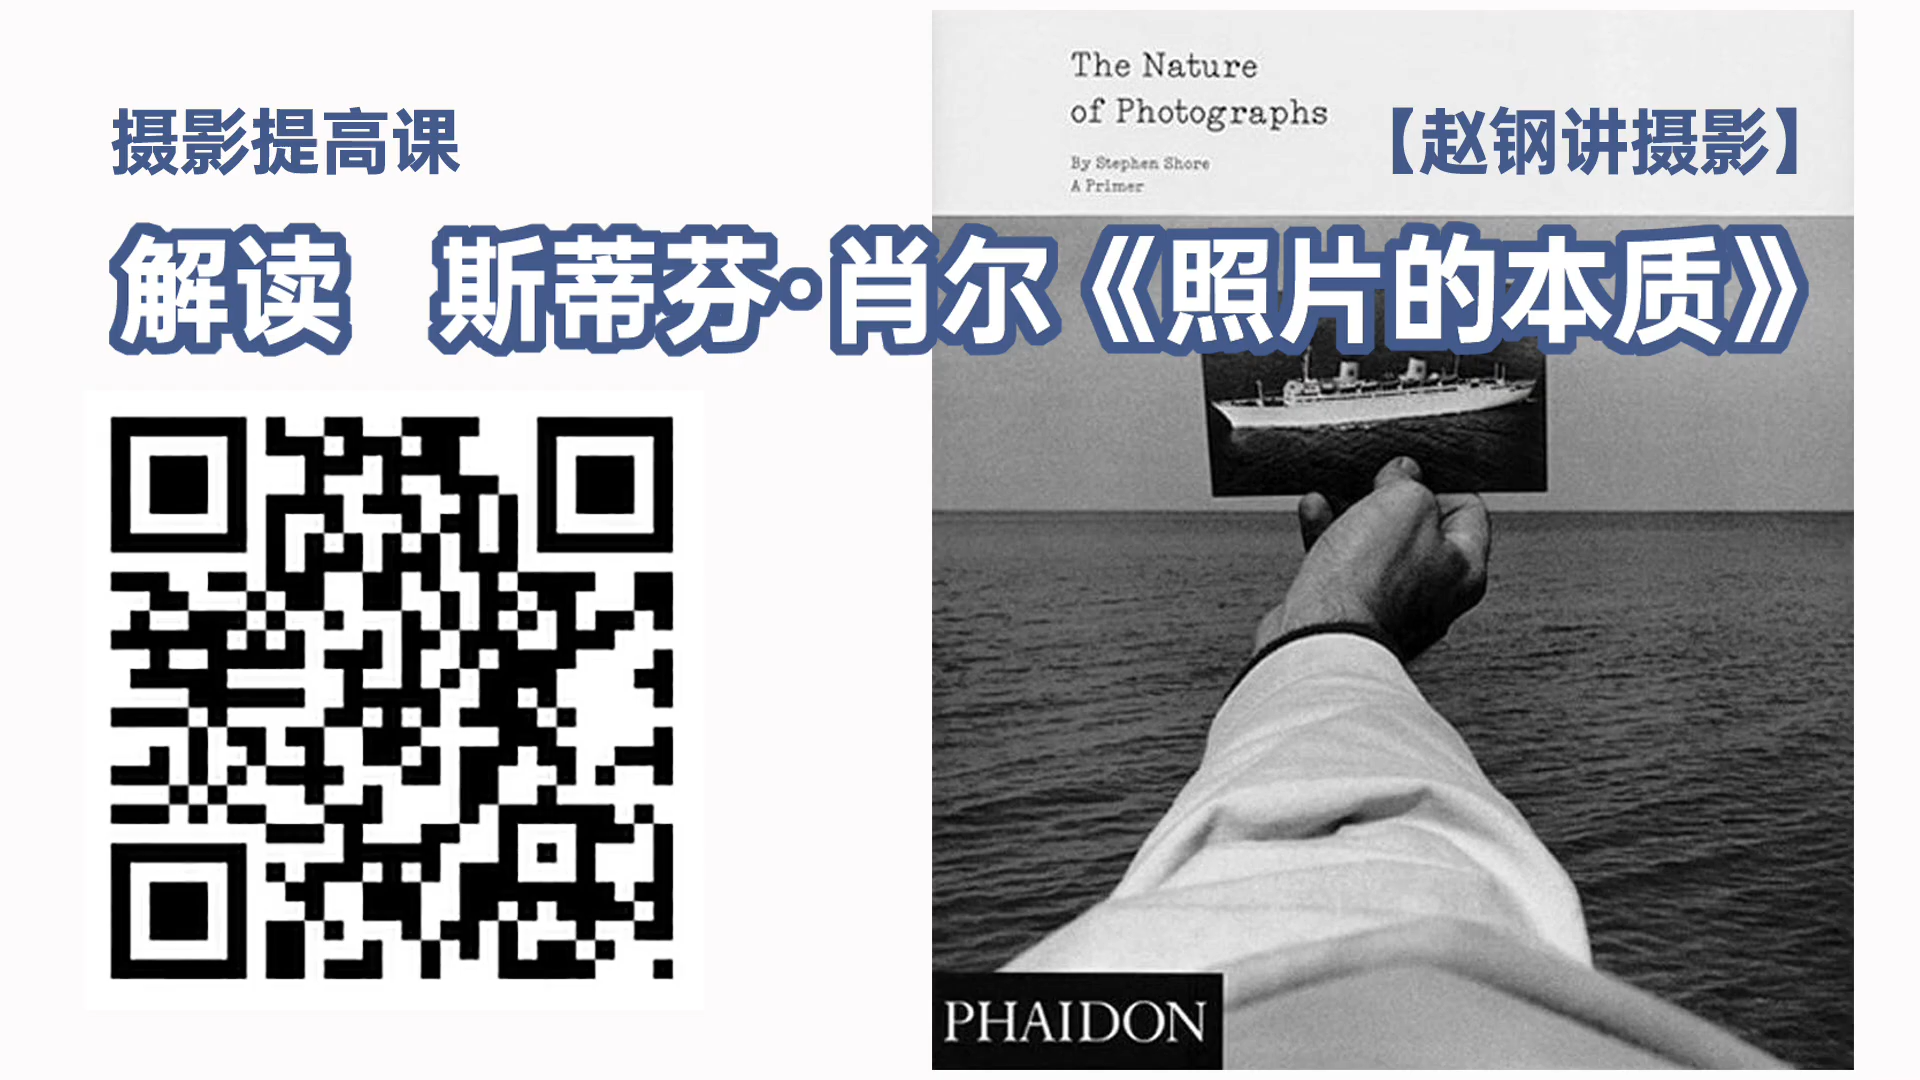 摄影提高课
【赵钢讲摄影】
解读 斯蒂芬·肖尔《照片的本质》
The Nature
of Photographs
By Stephen Shore
A Primer
PHAIDON